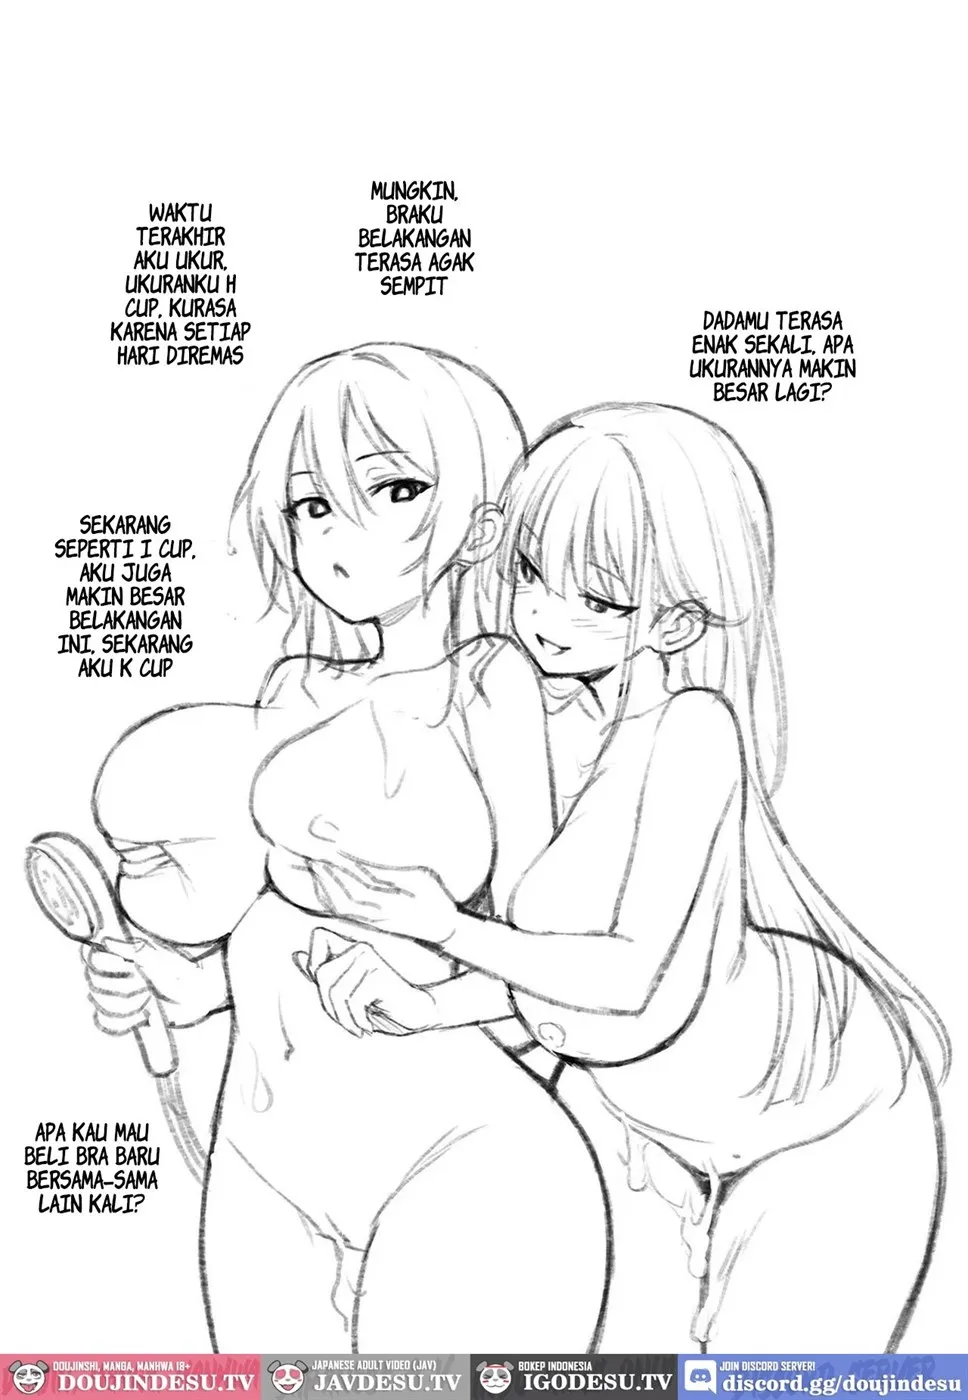 MUNGKIN,
BRAKU
BELAKANGAN
TERASA AGAK
SEMPIT
WAKTU
TERAKHIR
AKU UKUR,
UKURANKU H
CUP, KURASA
KARENA SETIAP
HARI DIREMAS
DADAMU TERASA
ENAK SEKALI, APA
UKURANNYA MAKIN
BESAR LAGI?
SEKARANG
SEPERTI I CUP,
AKU JUGA
MAKIN BESAR
BELAKANGAN
INI, SEKARANG
AKU K CUP
APA KAU MAU
BELI BRA BARU
BERSAMA-SAMA
LAIN KALI?
DOUJINSHI, MANGA, MANHWA 18+
DOUJINDESU.TV
JAPANESE ADULT VIDEO (JAV)
JAVDESU.TV
BOKEP INDONESIA
IGODESU.TV
JOIN DISCORD SERVER!
discord.gg/doujindesu